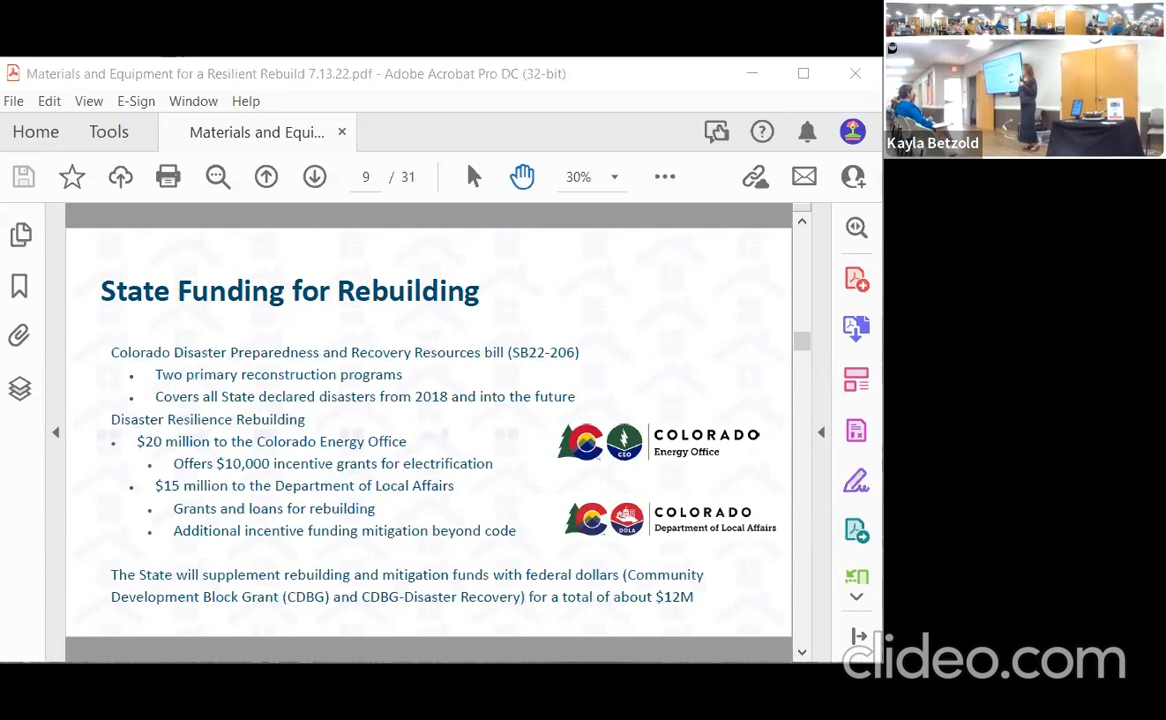 Materials and Equipment for a Resilient Rebuild 7.13.22.pdf - Adobe Acrobat Pro DC (32-bit)
File Edit View E-Sign Window Help
Home Tools Materials and Equi... ×
9 / 31 30%
Kayla Betzold
State Funding for Rebuilding
Colorado Disaster Preparedness and Recovery Resources bill (SB22-206)
• Two primary reconstruction programs
• Covers all State declared disasters from 2018 and into the future
Disaster Resilience Rebuilding
• $20 million to the Colorado Energy Office
• Offers $10,000 incentive grants for electrification
• $15 million to the Department of Local Affairs
• Grants and loans for rebuilding
• Additional incentive funding mitigation beyond code
CEO COLORADO
Energy Office
DOLA COLORADO
Department of Local Affairs
The State will supplement rebuilding and mitigation funds with federal dollars (Community
Development Block Grant (CDBG) and CDBG-Disaster Recovery) for a total of about $12M
clideo.com